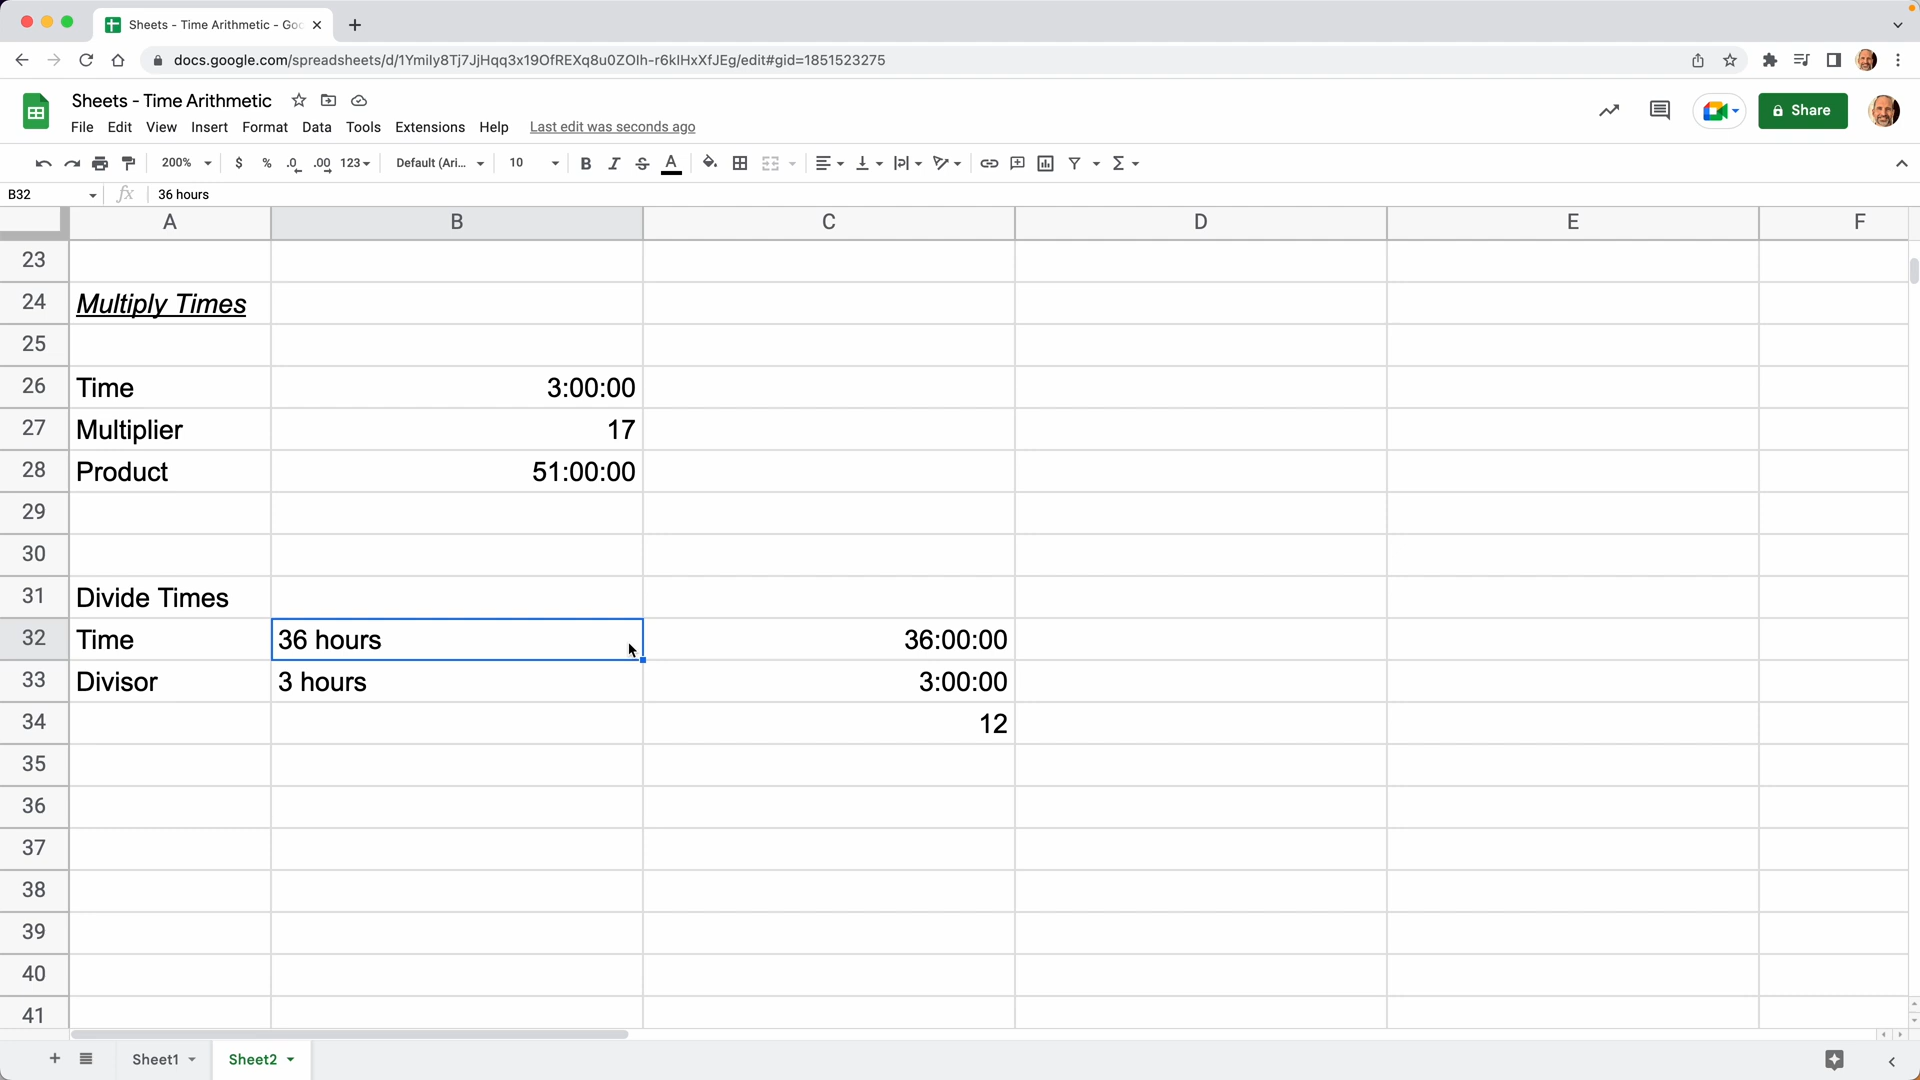 Sheets - Time Arithmetic - Goo
docs.google.com/spreadsheets/d/1Ymily8Tj7JjHqq3x19OfREXq8u0ZOlh-r6klHxXfJEg/edit#gid=1851523275
Sheets - Time Arithmetic
File Edit View Insert Format Data Tools Extensions Help Last edit was seconds ago
Share
200% $ % .0 .00 123 Default (Ari... 10 B I S A Σ
B32 fx 36 hours
A B C D E F
23
24 Multiply Times
25
26 Time 3:00:00
27 Multiplier 17
28 Product 51:00:00
29
30
31 Divide Times
32 Time 36 hours 36:00:00
33 Divisor 3 hours 3:00:00
34 12
35
36
37
38
39
40
41
Sheet1 Sheet2